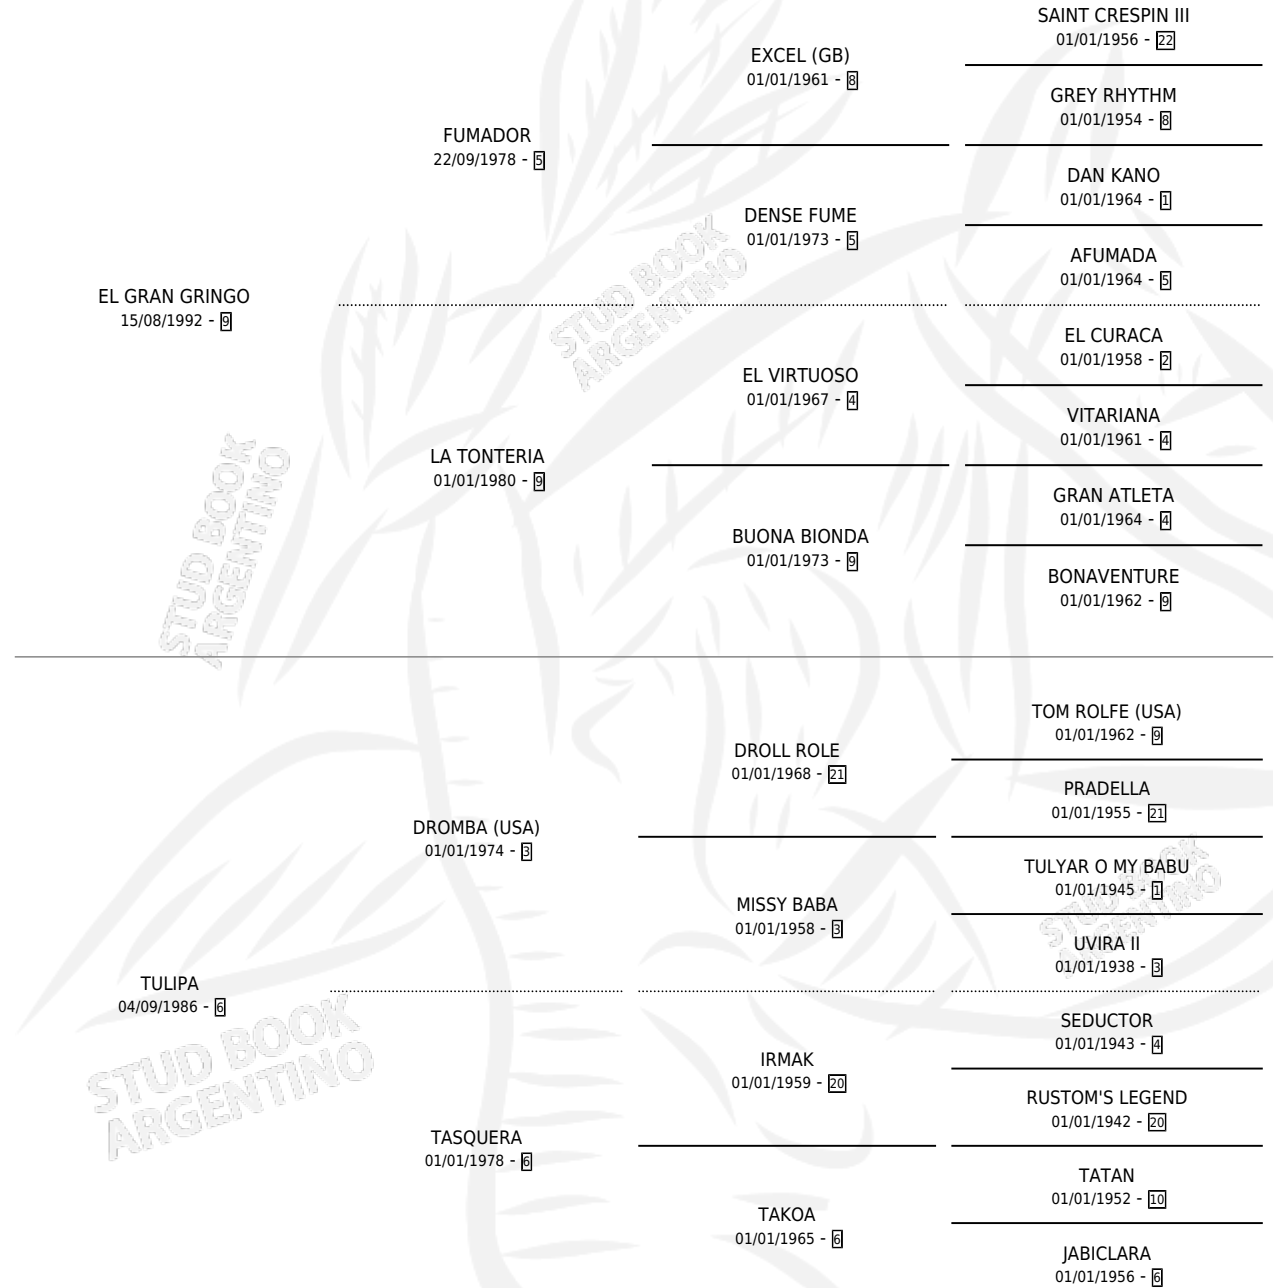 SAINT CRESPIN III
01/01/1956 - 22
EXCEL (GB)
01/01/1961 - 8
GREY RHYTHM
01/01/1954 - 8
FUMADOR
22/09/1978 - 5
DAN KANO
01/01/1964 - 1
DENSE FUME
01/01/1973 - 5
AFUMADA
01/01/1964 - 5
EL GRAN GRINGO
15/08/1992 - 9
STUD BOOK
ARGENTINO
EL CURACA
01/01/1958 - 2
EL VIRTUOSO
01/01/1967 - 4
VITARIANA
01/01/1961 - 4
LA TONTERIA
01/01/1980 - 9
GRAN ATLETA
01/01/1964 - 4
BUONA BIONDA
01/01/1973 - 9
BONAVENTURE
01/01/1962 - 9
STUD BOOK
ARGENTINO
TOM ROLFE (USA)
01/01/1962 - 9
DROLL ROLE
01/01/1968 - 21
PRADELLA
01/01/1955 - 21
DROMBA (USA)
01/01/1974 - 3
TULYAR O MY BABU
01/01/1945 - 1
MISSY BABA
01/01/1958 - 3
UVIRA II
01/01/1938 - 3
STUD BOOK
ARGENTINO
TULIPA
04/09/1986 - 6
SEDUCTOR
01/01/1943 - 4
IRMAK
01/01/1959 - 20
RUSTOM'S LEGEND
01/01/1942 - 20
STUD BOOK
ARGENTINO
TASQUERA
01/01/1978 - 6
TATAN
01/01/1952 - 10
TAKOA
01/01/1965 - 6
JABICLARA
01/01/1956 - 6